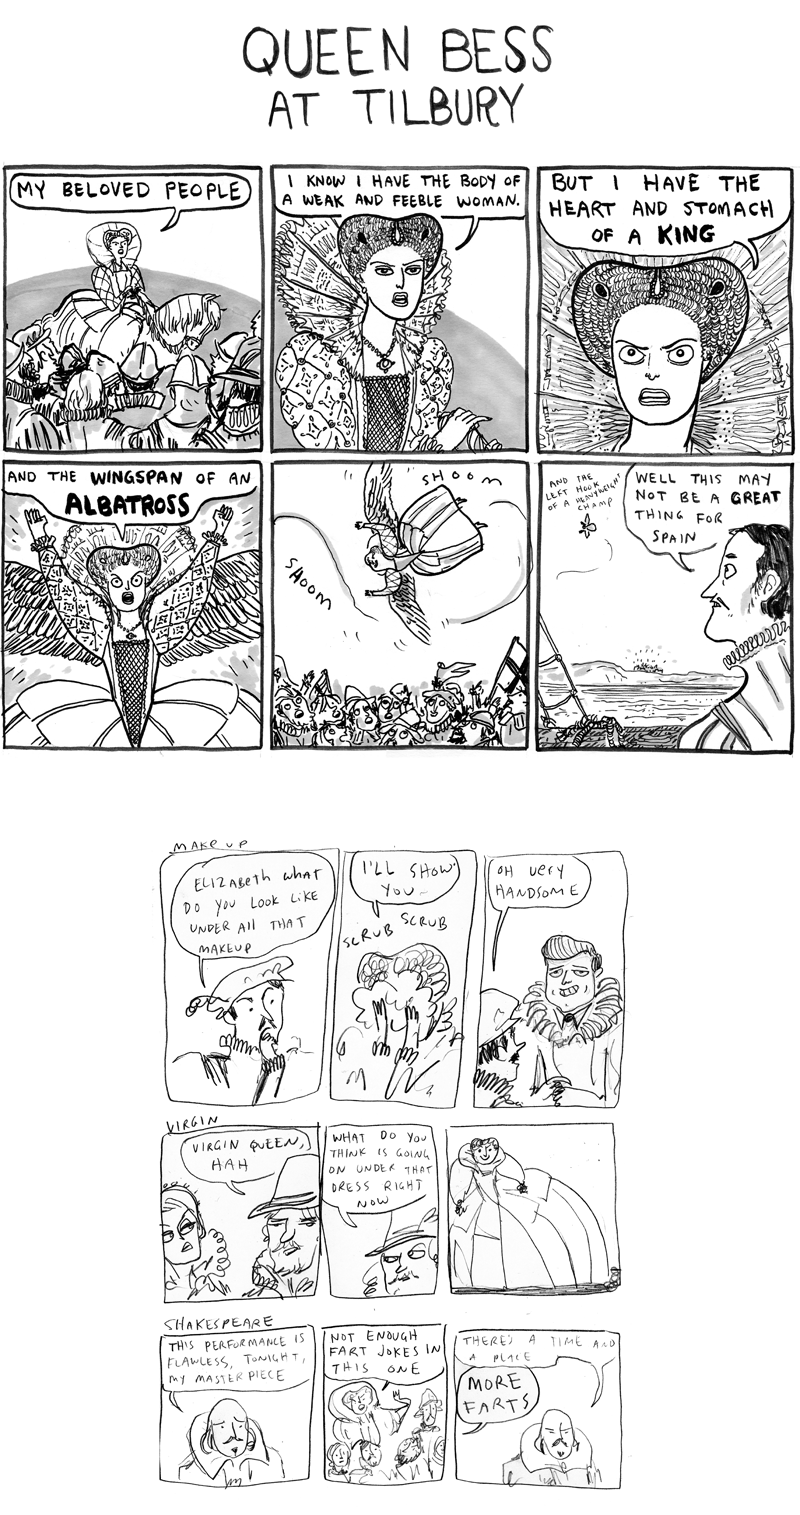 QUEEN BESS
AT TILBURY
MY BELOVED PEOPLE
I KNOW I HAVE THE BODY OF
A WEAK AND FEEBLE WOMAN.
BUT I HAVE THE
HEART AND STOMACH
OF A KING
AND THE WINGSPAN OF AN
ALBATROSS
SHOOM
SHOOM
AND THE
LEFT HOOK
OF A HEAVYWEIGHT
CHAMP
WELL THIS MAY
NOT BE A GREAT
THING FOR
SPAIN
MAKE UP
ELIZABETH WHAT
DO YOU LOOK LIKE
UNDER All THAT
MAKEUP
I'LL SHOW
YOU
SCRUB SCRUB
OH VERY
HANDSOME
VIRGIN
VIRGIN QUEEN,
HAH
WHAT DO YOU
THINK IS GOING
ON UNDER THAT
DRESS RIGHT
NOW
SHAKESPEARE
THIS PERFORMANCE IS
FLAWLESS, TONIGHT,
MY MASTERPIECE
NOT ENOUGH
FART JOKES IN
THIS ONE
THERE'S A TIME AND
A PLACE
MORE
FARTS